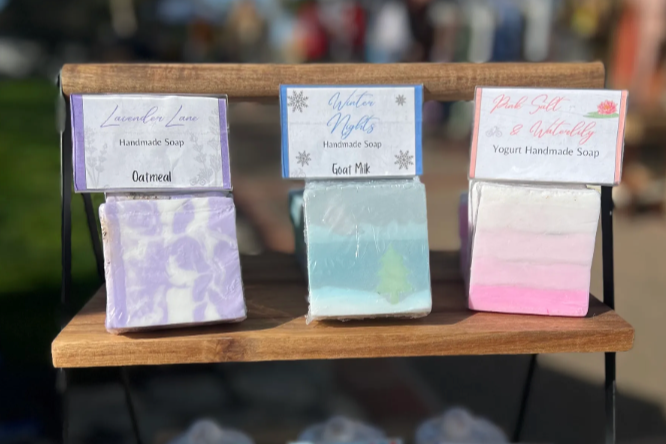 Lavender Lane
Handmade Soap
Oatmeal
Winter
Nights
Handmade Soap
Goat Milk
Pink Salt
& Waterlily
Yogurt Handmade Soap